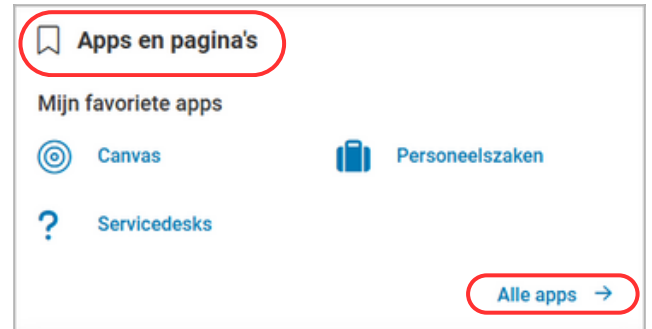 Apps en pagina's
Mijn favoriete apps
Canvas
Personeelszaken
Servicedesks
Alle apps →